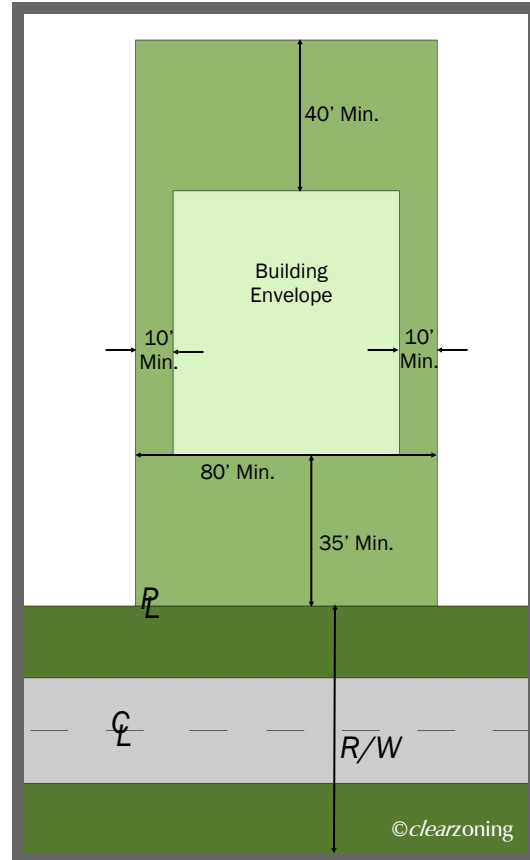 40’ Min.
Building
Envelope
10’
Min.
10’
Min.
80’ Min.
35’ Min.
PL
CL
R/W
©clearzoning